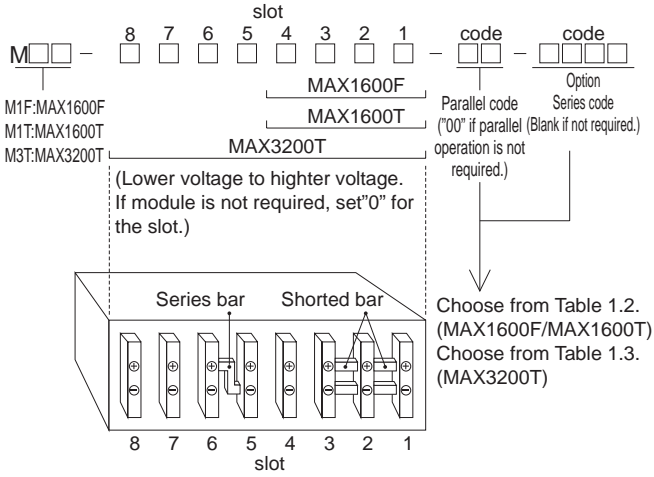 slot
8 7 6 5 4 3 2 1 code code
M□□ - □ □ □ □ □ □ □ □ - □□ - □□□□
MAX1600F
MAX1600T
MAX3200T
M1F:MAX1600F
M1T:MAX1600T
M3T:MAX3200T
Parallel code
("00" if parallel
operation is not
required.)
Option
Series code
(Blank if not required.)
(Lower voltage to highter voltage.
If module is not required, set"0" for
the slot.)
Series bar Shorted bar
Choose from Table 1.2.
(MAX1600F/MAX1600T)
Choose from Table 1.3.
(MAX3200T)
+ + + + + + + +
- - - - - - - -
8 7 6 5 4 3 2 1
slot